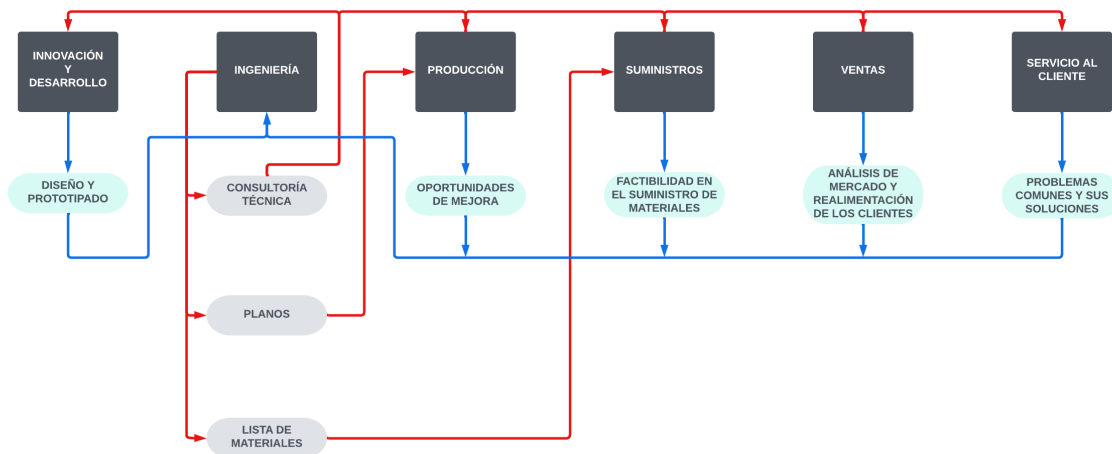 INNOVACIÓN
Y
DESARROLLO
INGENIERÍA
PRODUCCIÓN
SUMINISTROS
VENTAS
SERVICIO AL
CLIENTE
DISEÑO Y
PROTOTIPADO
CONSULTORÍA
TÉCNICA
OPORTUNIDADES
DE MEJORA
FACTIBILIDAD EN
EL SUMINISTRO DE
MATERIALES
ANÁLISIS DE
MERCADO Y
REALIMENTACIÓN
DE LOS CLIENTES
PROBLEMAS
COMUNES Y SUS
SOLUCIONES
PLANOS
LISTA DE
MATERIALES